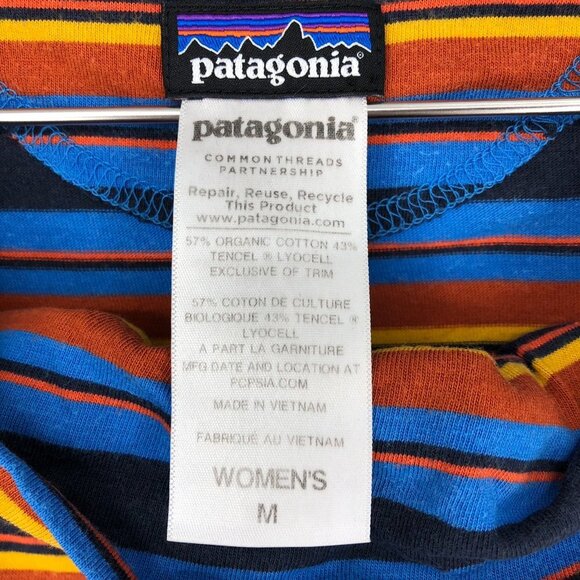 patagonia®
patagonia®
COMMON THREADS
PARTNERSHIP
Repair, Reuse, Recycle
This Product
www.patagonia.com
57% ORGANIC COTTON 43%
TENCEL ® LYOCELL
EXCLUSIVE OF TRIM
57% COTON DE CULTURE
BIOLOGIQUE 43% TENCEL ®
LYOCELL
A PART LA GARNITURE
MFG DATE AND LOCATION AT
PCPSIA.COM
MADE IN VIETNAM
FABRIQUÉ AU VIETNAM
WOMEN'S
M